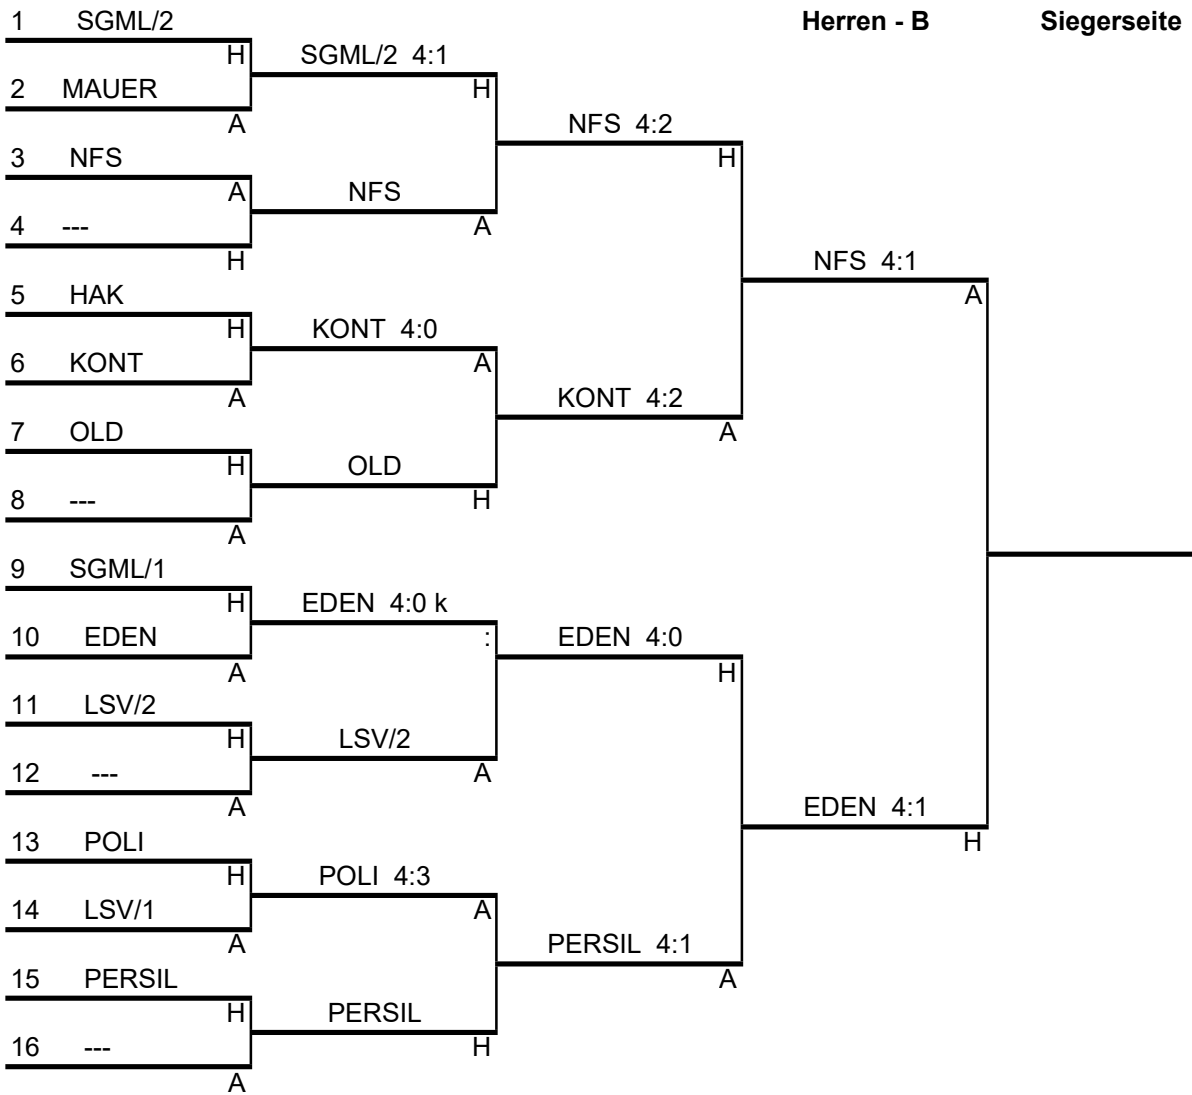 1 SGML/2 Herren - B Siegerseite
H SGML/2 4:1
2 MAUER H
A NFS 4:2
3 NFS H
A NFS
4 --- A
H NFS 4:1
5 HAK A
H KONT 4:0
6 KONT A
A KONT 4:2
7 OLD A
H OLD
8 --- H
A
9 SGML/1
H EDEN 4:0 k
10 EDEN : EDEN 4:0
A H
11 LSV/2
H LSV/2
12 --- A
A EDEN 4:1
13 POLI H
H POLI 4:3
14 LSV/1 A
A PERSIL 4:1
15 PERSIL A
H PERSIL
16 --- H
A